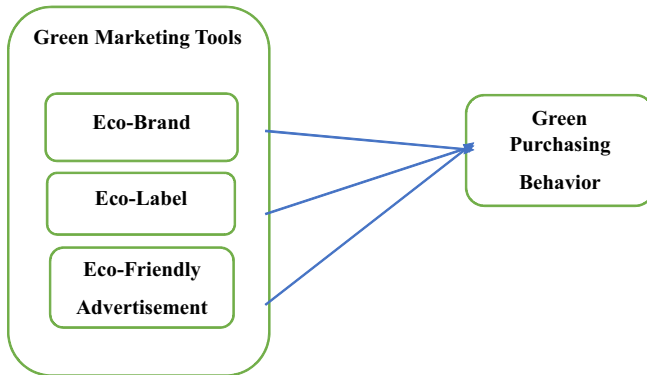 Green Marketing Tools
Eco-Brand
Eco-Label
Eco-Friendly
Advertisement
Green
Purchasing
Behavior